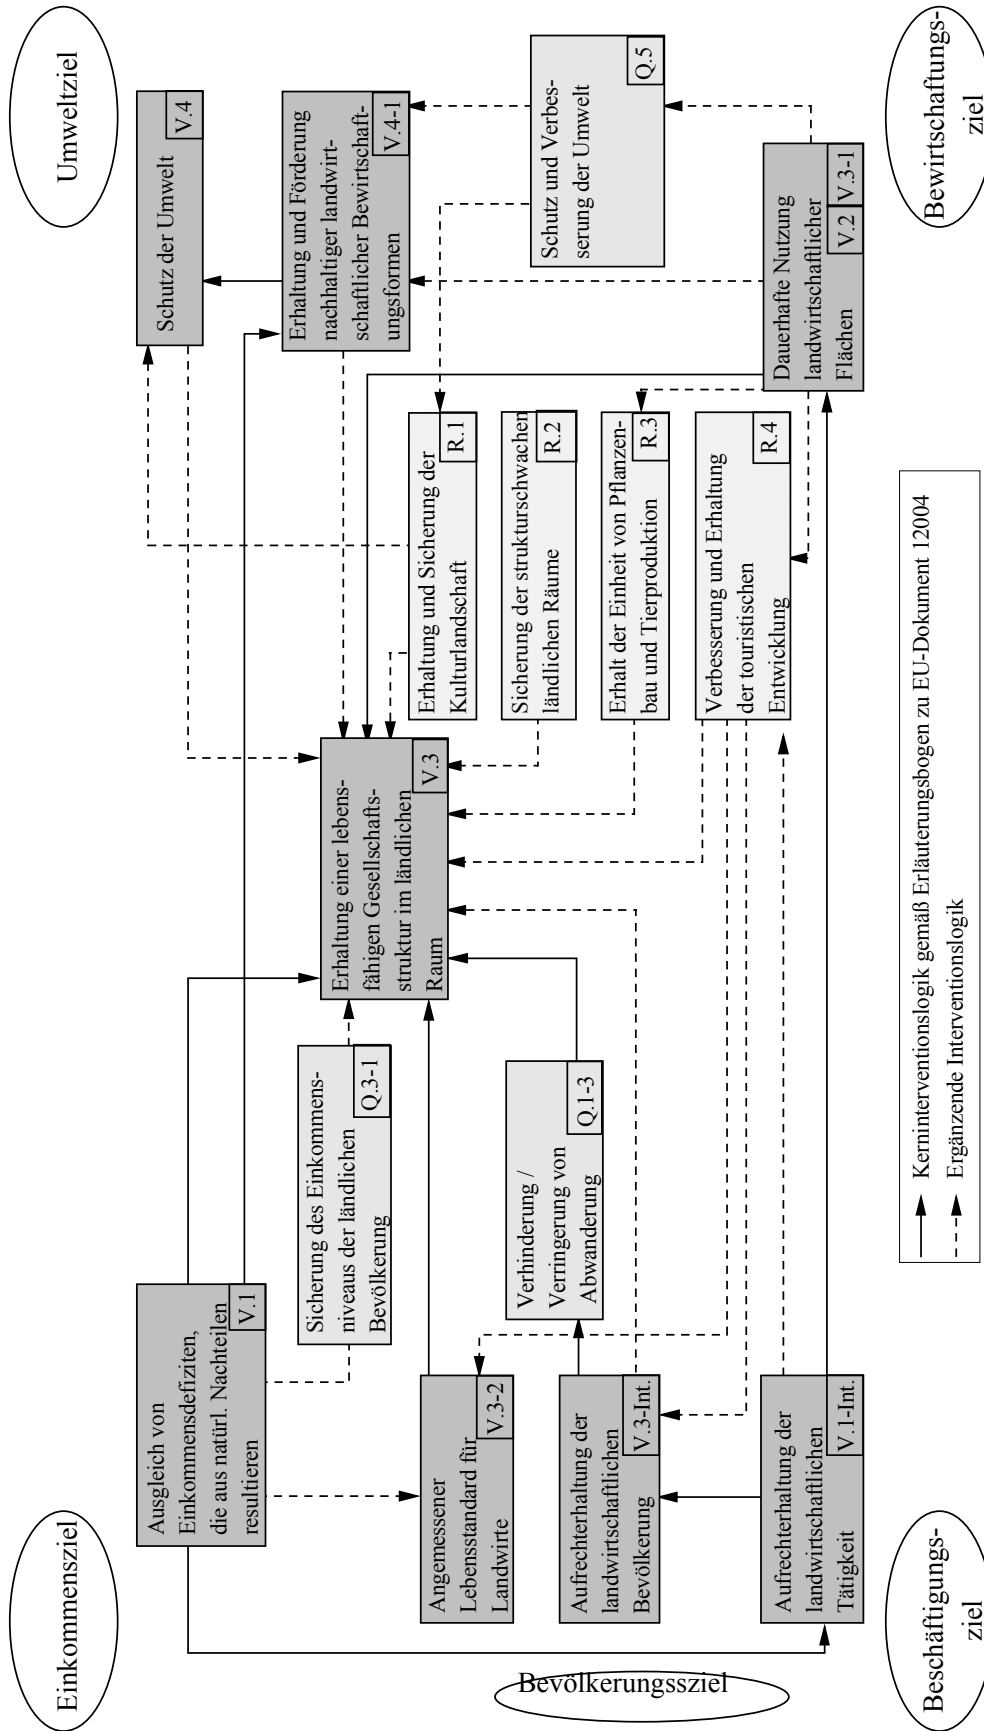 Einkommensziel
Umweltziel
Ausgleich von
Einkommensdefiziten,
die aus natürl. Nachteilen
resultieren
V.1
Schutz der Umwelt
V.4
Sicherung des Einkommens-
niveaus der ländlichen
Bevölkerung
Q.3-1
Erhaltung einer lebens-
fähigen Gesellschafts-
struktur im ländlichen
Raum
V.3
Erhaltung und Förderung
nachhaltiger landwirt-
schaftlicher Bewirtschaft-
ungsformen
V.4-1
Angemessener
Lebensstandard für
Landwirte
V.3-2
Erhaltung und Sicherung der
Kulturlandschaft
R.1
Verhinderung /
Verringerung von
Abwanderung
Q.1-3
Sicherung der strukturschwachen
ländlichen Räume
R.2
Schutz und Verbes-
serung der Umwelt
Q.5
Bevölkerungssziel
Aufrechterhaltung der
landwirtschaftlichen
Bevölkerung
V.3-Int.
Erhalt der Einheit von Pflanzen-
bau und Tierproduktion
R.3
Verbesserung und Erhaltung
der touristischen
Entwicklung
R.4
Aufrechterhaltung der
landwirtschaftlichen
Tätigkeit
V.1-Int.
Dauerhafte Nutzung
landwirtschaftlicher
Flächen
V.2
V.3-1
Beschäftigungs-
ziel
Kerninterventionslogik gemäß Erläuterungsbogen zu EU-Dokument 12004
Ergänzende Interventionslogik
Bewirtschaftungs-
ziel